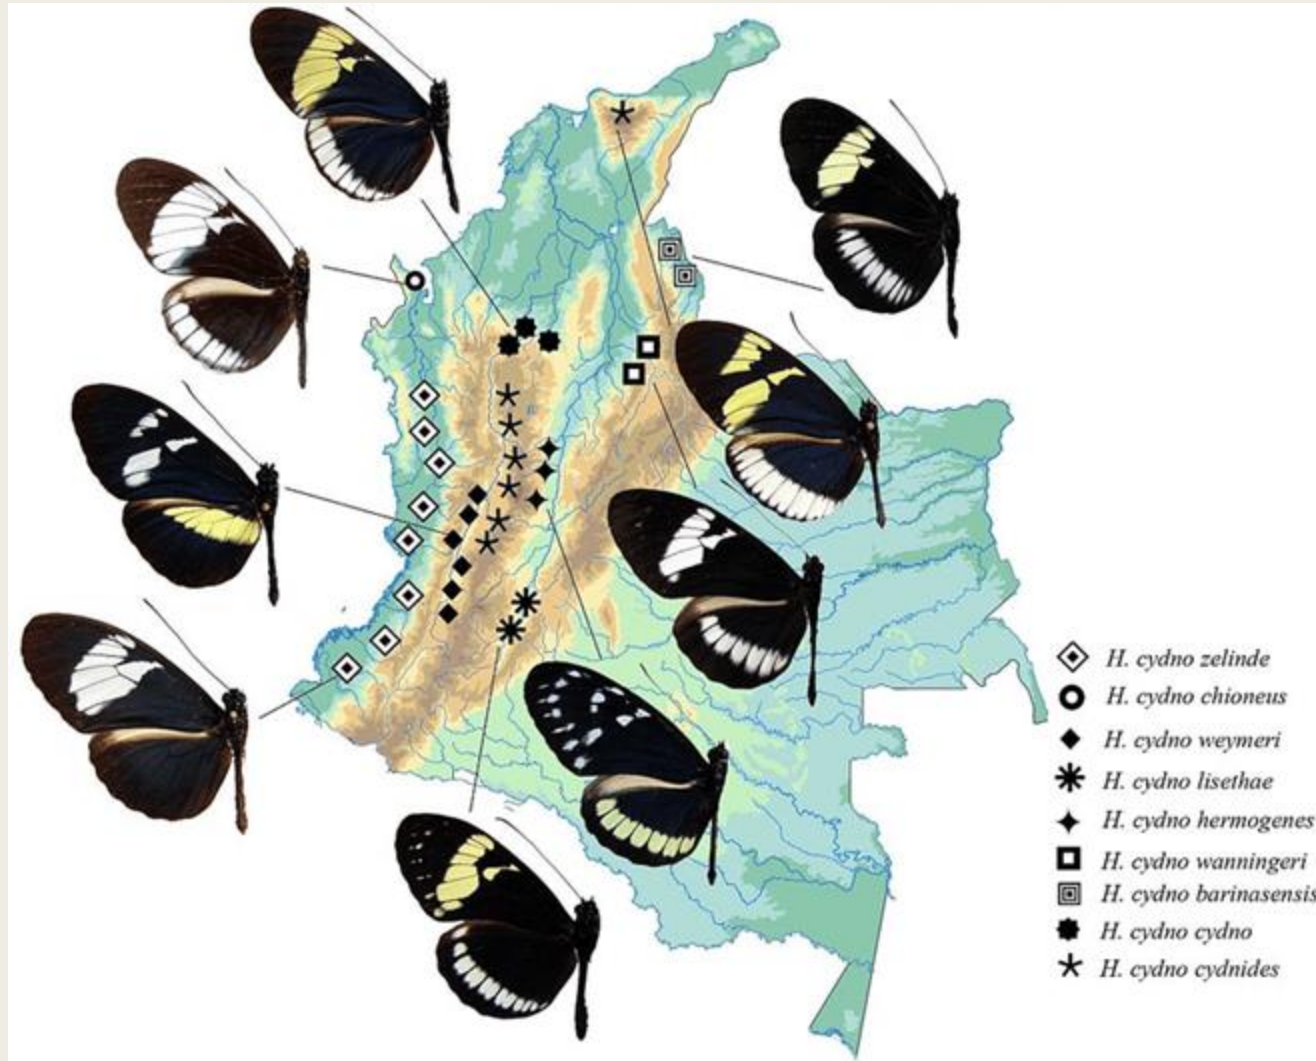 H. cydno zelinde
H. cydno chioneus
H. cydno weymeri
H. cydno lisethae
H. cydno hermogenes
H. cydno wanningeri
H. cydno barinasensis
H. cydno cydno
H. cydno cydnides